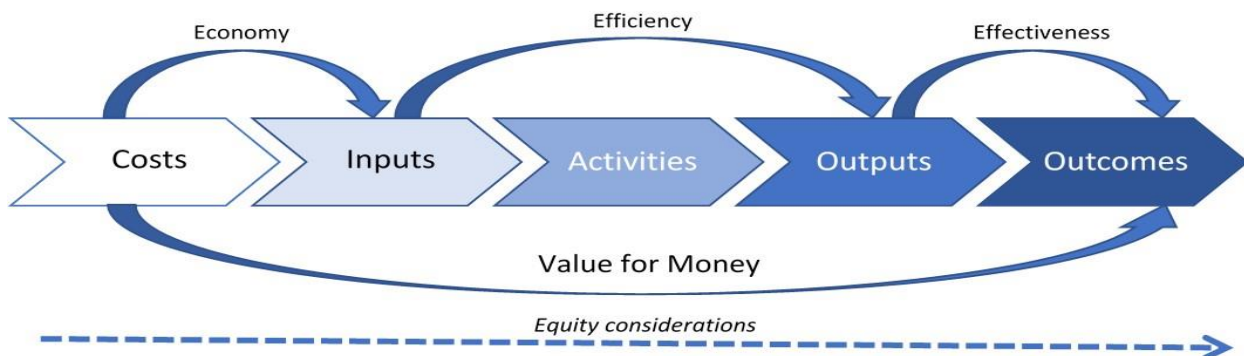 Economy
Efficiency
Effectiveness
Costs
Inputs
Activities
Outputs
Outcomes
Value for Money
Equity considerations